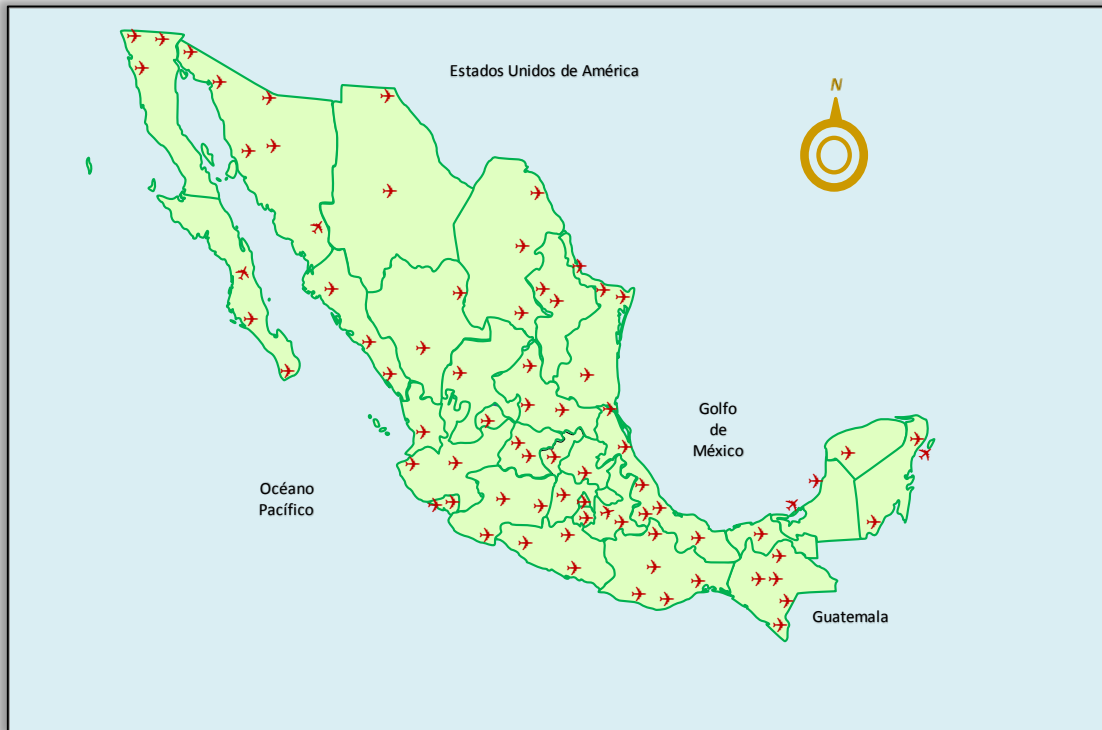 Estados Unidos de América
N
Golfo
de
México
Océano
Pacífico
Guatemala